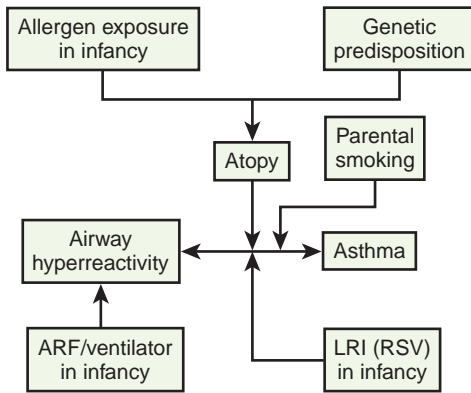 Allergen exposure
in infancy
Genetic
predisposition
Atopy
Parental
smoking
Airway
hyperreactivity
Asthma
ARF/ventilator
in infancy
LRI (RSV)
in infancy